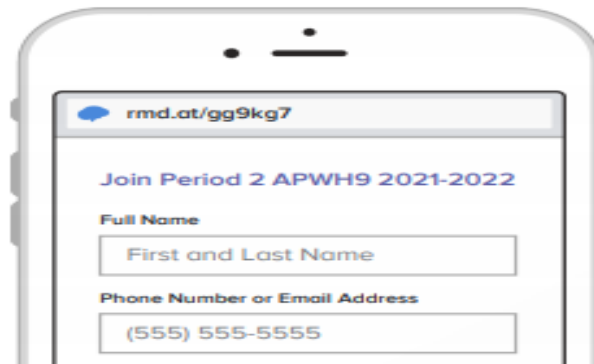 rmd.at/gg9kg7
Join Period 2 APWH9 2021-2022
Full Name
First and Last Name
Phone Number or Email Address
(555) 555-5555